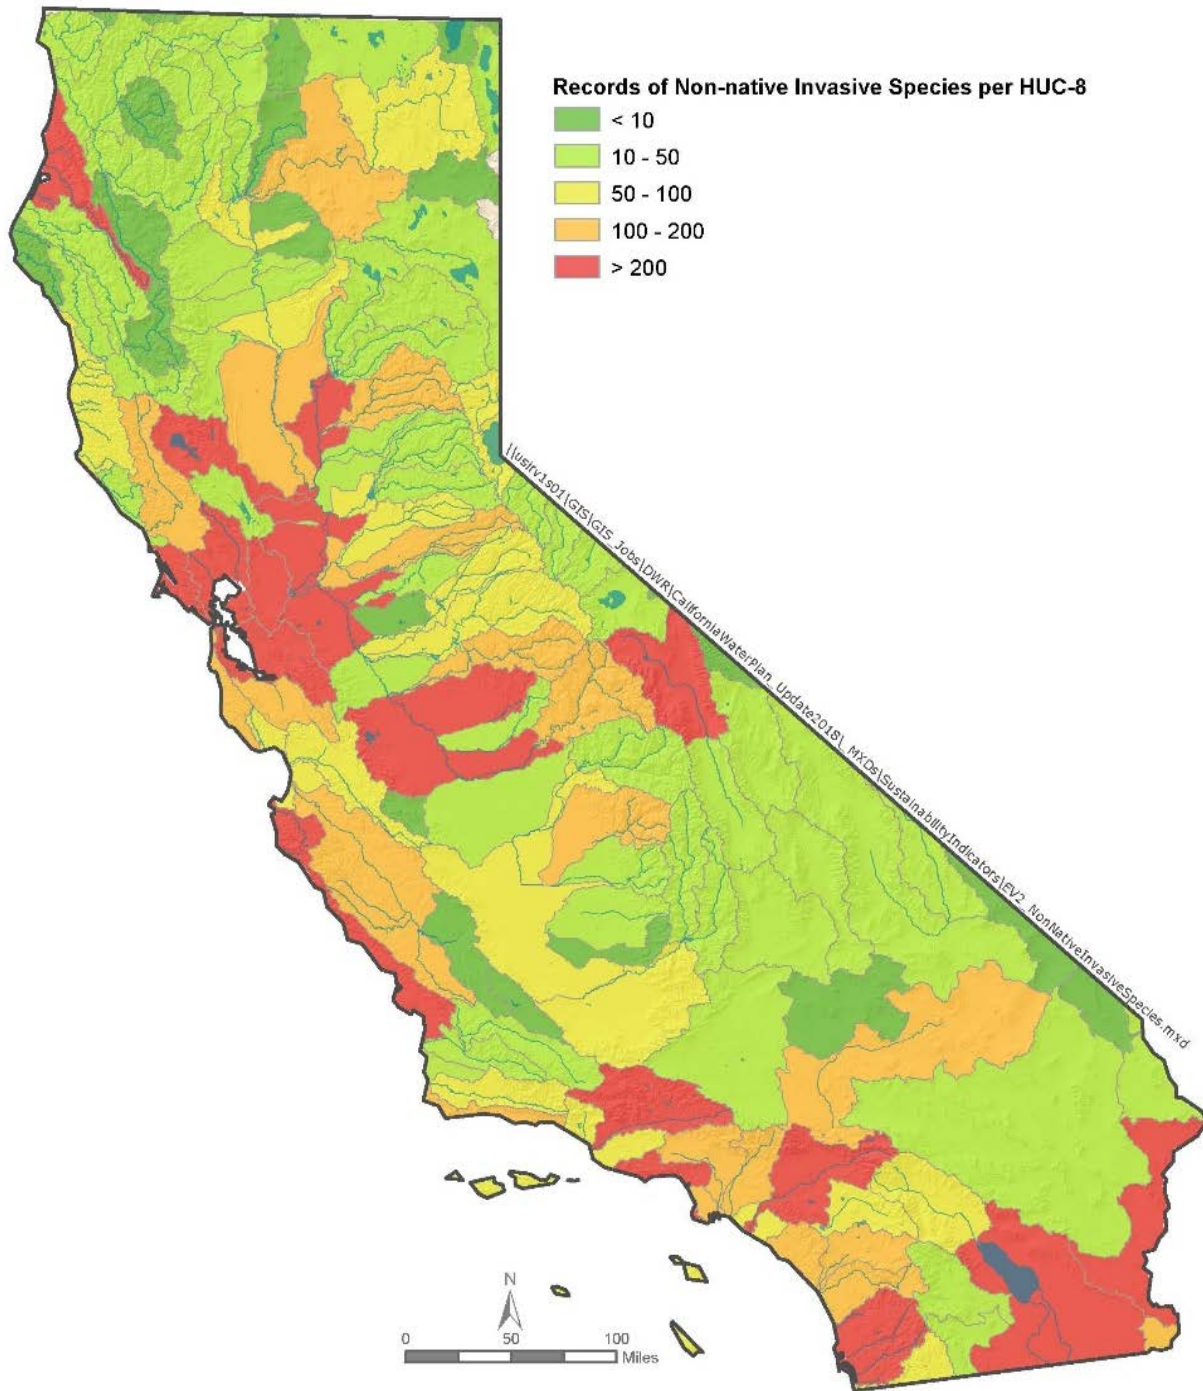 Records of Non-native Invasive Species per HUC-8
< 10
10 - 50
50 - 100
100 - 200
> 200
\\usitrv1s01\GIS\GIS_Jobs\DWR\CaliforniaWaterPlan_Update2018\_MXDs\SustainabilityIndicators\EV2_NonNativeInvasiveSpecies.mxd
N
0 50 100
Miles